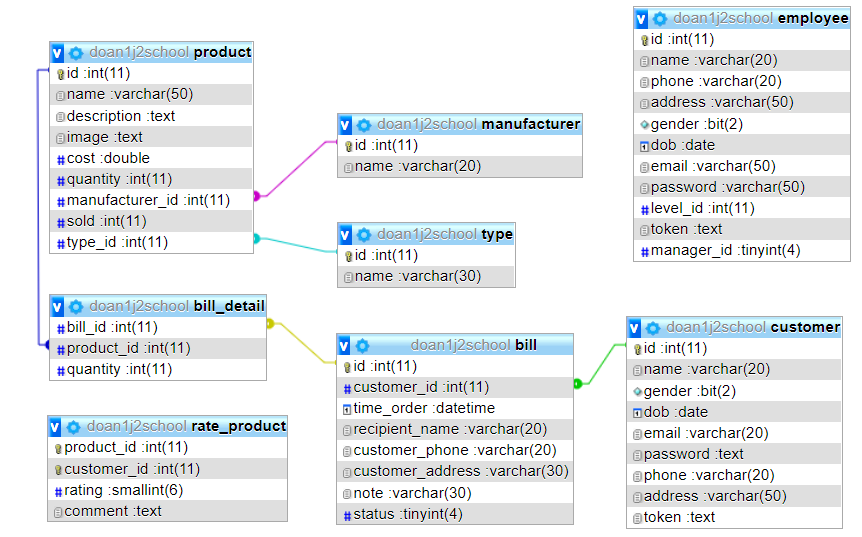 doan1j2school product
id :int(11)
name :varchar(50)
description :text
image :text
cost :double
quantity :int(11)
manufacturer_id :int(11)
sold :int(11)
type_id :int(11)
doan1j2school manufacturer
id :int(11)
name :varchar(20)
doan1j2school type
id :int(11)
name :varchar(30)
doan1j2school employee
id :int(11)
name :varchar(20)
phone :varchar(20)
address :varchar(50)
gender :bit(2)
dob :date
email :varchar(50)
password :varchar(50)
level_id :int(11)
token :text
manager_id :tinyint(4)
doan1j2school bill_detail
bill_id :int(11)
product_id :int(11)
quantity :int(11)
doan1j2school bill
id :int(11)
customer_id :int(11)
time_order :datetime
recipient_name :varchar(20)
customer_phone :varchar(20)
customer_address :varchar(30)
note :varchar(30)
status :tinyint(4)
doan1j2school customer
id :int(11)
name :varchar(20)
gender :bit(2)
dob :date
email :varchar(20)
password :text
phone :varchar(20)
address :varchar(50)
token :text
doan1j2school rate_product
product_id :int(11)
customer_id :int(11)
rating :smallint(6)
comment :text